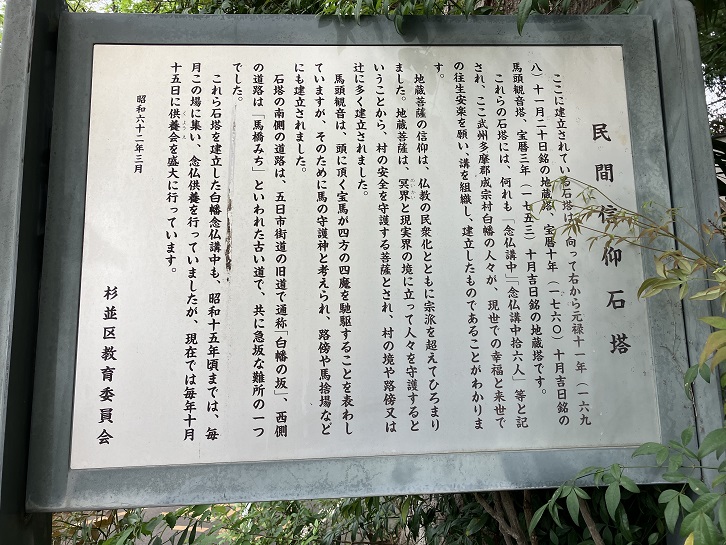 民間信仰石塔
ここに建立されている石塔は、向って右から元禄十一年（一六九
八）十一月二十日銘の地蔵塔、宝暦十年（一七六〇）十月吉日銘の
馬頭観音塔、宝暦三年（一七五三）十月吉日銘の地蔵塔です。
これらの石塔には、何れも「念仏講中」「念仏講中拾六人」等と記
され、ここ武州多摩郡成宗村白幡の人々が、現世での幸福と来世で
の往生安楽を願い、講を組織し、建立したものであることがわかりま
す。
地蔵菩薩の信仰は、仏教の民衆化とともに宗派を超えてひろまり
ました。地蔵菩薩は、冥界と現実界の境に立って人々を守護すると
いうことから、村の安全を守護する菩薩とされ、村の境や路傍又は
辻に多く建立されました。
馬頭観音は、頭に頂く宝馬が四方の四魔を馳駆することを表わし
ていますが、そのために馬の守護神と考えられ、路傍や馬捨場など
にも建立されました。
石塔の南側の道路は、五日市街道の旧道で通称「白幡の坂」、西側
の道路は「馬橋みち」といわれた古い道で、共に急坂な難所の一つ
でした。
これら石塔を建立した白幡念仏講中も、昭和十五年頃までは、毎
月この場に集い、念仏供養を行っていましたが、現在では毎年十月
十五日に供養会を盛大に行っています。
昭和六十二年三月
杉並区教育委員会